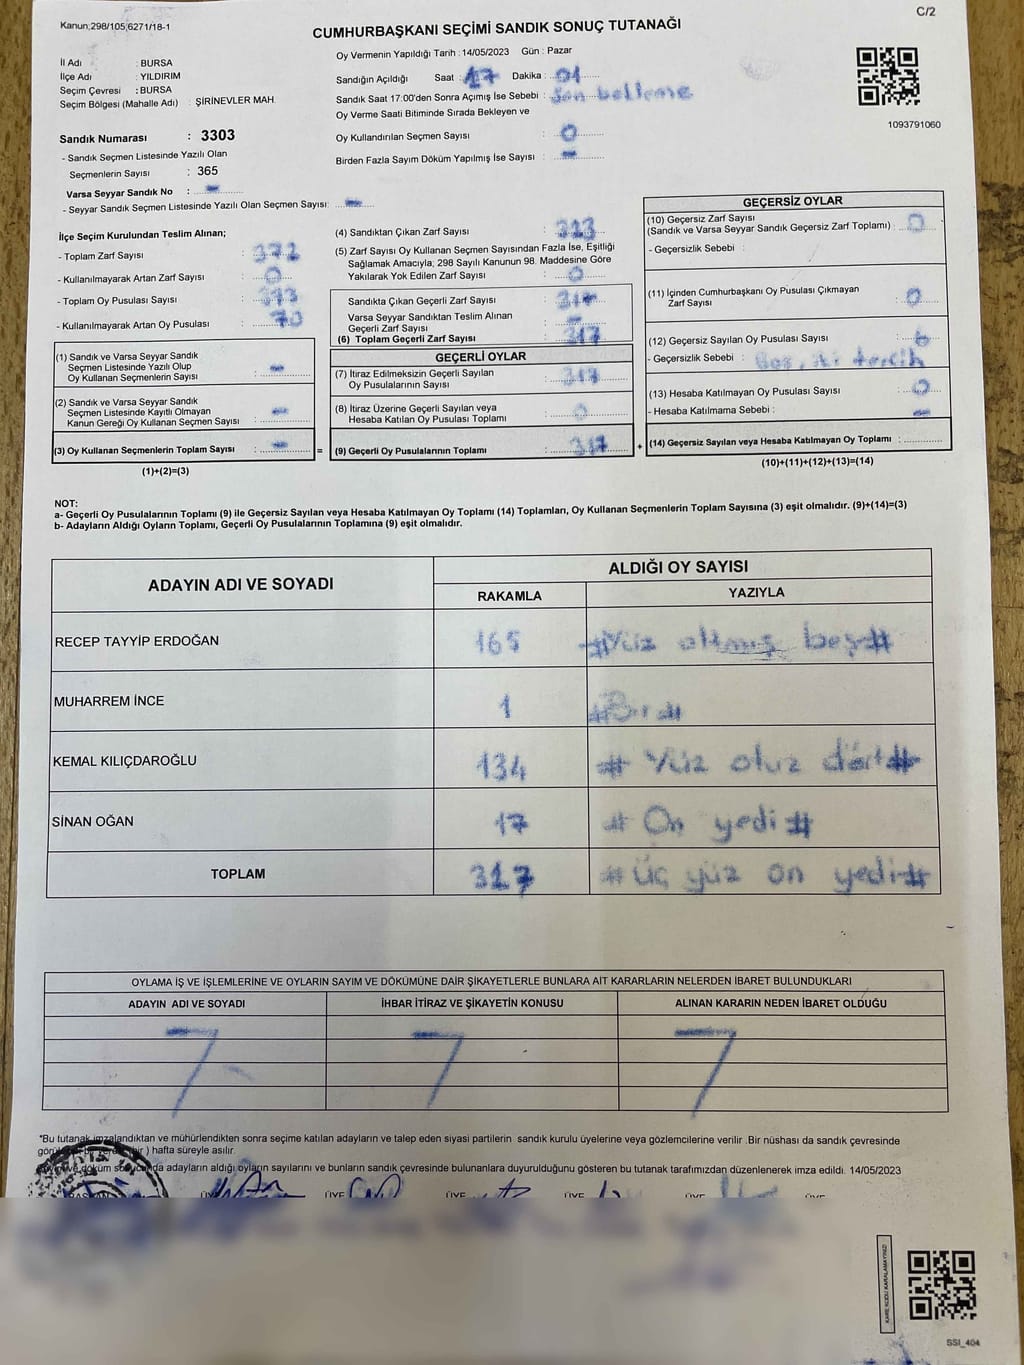 C/2
Kanun:298/105,6271/18-1
CUMHURBAŞKANI SEÇİMİ SANDIK SONUÇ TUTANAĞI
İl Adı : BURSA
İlçe Adı : YILDIRIM
Seçim Çevresi : BURSA
Seçim Bölgesi (Mahalle Adı) : ŞİRİNEVLER MAH.
Oy Vermenin Yapıldığı Tarih : 14/05/2023 Gün : Pazar
Sandığın Açıldığı Saat : 17 Dakika : 01
Sandık Saat 17:00'den Sonra Açımış İse Sebebi : Son bekleme
Oy Verme Saati Bitiminde Sırada Bekleyen ve
Oy Kullandırılan Seçmen Sayısı : 0
Birden Fazla Sayım Döküm Yapılmış İse Sayısı : -
1093791060
Sandık Numarası : 3303
- Sandık Seçmen Listesinde Yazılı Olan
Seçmenlerin Sayısı : 365
Varsa Seyyar Sandık No : -
- Seyyar Sandık Seçmen Listesinde Yazılı Olan Seçmen Sayısı: -
İlçe Seçim Kurulundan Teslim Alınan;
- Toplam Zarf Sayısı : 372
- Kullanılmayarak Artan Zarf Sayısı : 0
- Toplam Oy Pusulası Sayısı : 373
- Kullanılmayarak Artan Oy Pusulası : 70
(1) Sandık ve Varsa Seyyar Sandık
Seçmen Listesinde Yazılı Olup
Oy Kullanan Seçmenlerin Sayısı : -
(2) Sandık ve Varsa Seyyar Sandık
Seçmen Listesinde Kayıtlı Olmayan
Kanun Gereği Oy Kullanan Seçmen Sayısı : -
(3) Oy Kullanan Seçmenlerin Toplam Sayısı : - =
(1)+(2)=(3)
(4) Sandıktan Çıkan Zarf Sayısı : 323
(5) Zarf Sayısı Oy Kullanan Seçmen Sayısından Fazla İse, Eşitliği
Sağlamak Amacıyla; 298 Sayılı Kanunun 98. Maddesine Göre
Yakılarak Yok Edilen Zarf Sayısı : 0
Sandıkta Çıkan Geçerli Zarf Sayısı : 317
Varsa Seyyar Sandıktan Teslim Alınan
Geçerli Zarf Sayısı : -
(6) Toplam Geçerli Zarf Sayısı : 317
GEÇERLİ OYLAR
(7) İtiraz Edilmeksizin Geçerli Sayılan
Oy Pusulalarının Sayısı : 317
(8) İtiraz Üzerine Geçerli Sayılan veya
Hesaba Katılan Oy Pusulası Toplamı : 0
(9) Geçerli Oy Pusulalarının Toplamı : 317 +
GEÇERSİZ OYLAR
(10) Geçersiz Zarf Sayısı
(Sandık ve Varsa Seyyar Sandık Geçersiz Zarf Toplamı) : 0
- Geçersizlik Sebebi :
(11) İçinden Cumhurbaşkanı Oy Pusulası Çıkmayan
Zarf Sayısı : 0
(12) Geçersiz Sayılan Oy Pusulası Sayısı : 6
- Geçersizlik Sebebi : Boş, iki tercih
(13) Hesaba Katılmayan Oy Pusulası Sayısı : 0
- Hesaba Katılmama Sebebi : -
(14) Geçersiz Sayılan veya Hesaba Katılmayan Oy Toplamı :
(10)+(11)+(12)+(13)=(14)
NOT:
a- Geçerli Oy Pusulalarının Toplamı (9) ile Geçersiz Sayılan veya Hesaba Katılmayan Oy Toplamı (14) Toplamları, Oy Kullanan Seçmenlerin Toplam Sayısına (3) eşit olmalıdır. (9)+(14)=(3)
b- Adayların Aldığı Oyların Toplamı, Geçerli Oy Pusulalarının Toplamına (9) eşit olmalıdır.
ADAYIN ADI VE SOYADI
ALDIĞI OY SAYISI
RAKAMLA YAZIYLA
RECEP TAYYİP ERDOĞAN 165 #Yüz altmış beş#
MUHARREM İNCE 1 #Bir#
KEMAL KILIÇDAROĞLU 134 #Yüz otuz dört#
SİNAN OĞAN 17 #On yedi#
TOPLAM 317 #Üç yüz on yedi#
OYLAMA İŞ VE İŞLEMLERİNE VE OYLARIN SAYIM VE DÖKÜMÜNE DAİR ŞİKAYETLERLE BUNLARA AİT KARARLARIN NELERDEN İBARET BULUNDUKLARI
ADAYIN ADI VE SOYADI İHBAR İTİRAZ VE ŞİKAYETİN KONUSU ALINAN KARARIN NEDEN İBARET OLDUĞU
*Bu tutanak imzalandıktan ve mühürlendikten sonra seçime katılan adayların ve talep eden siyasi partilerin sandık kurulu üyelerine veya gözlemcilerine verilir .Bir nüshası da sandık çevresinde
) hafta süreyle asılır.
döküm adayların aldığı oyların sayılarını ve bunların sandık çevresinde bulunanlara duyurulduğunu gösteren bu tutanak tarafımızdan düzenlenerek imza edildi. 14/05/2023
ÜYE ÜYE ÜYE ÜYE ÜYE
SSI_404